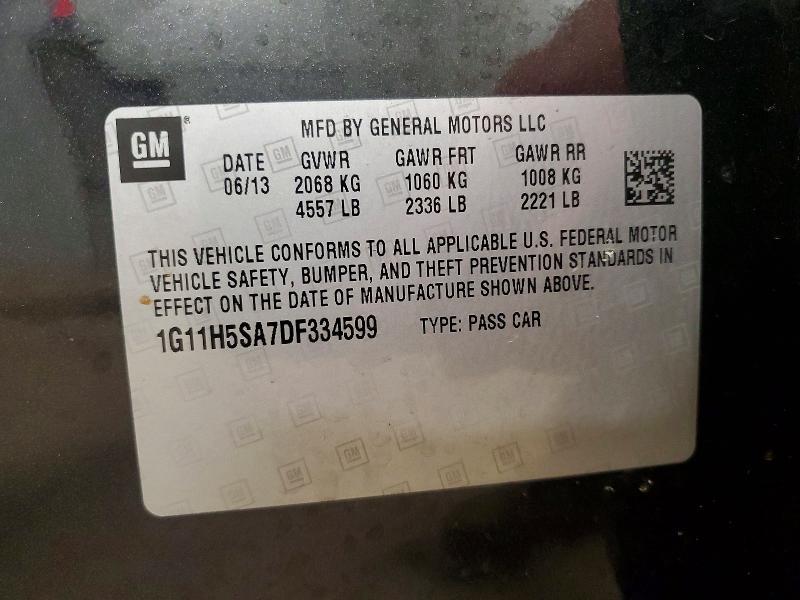 GM ®
MFD BY GENERAL MOTORS LLC
DATE GVWR GAWR FRT GAWR RR
06/13 2068 KG 1060 KG 1008 KG
4557 LB 2336 LB 2221 LB
THIS VEHICLE CONFORMS TO ALL APPLICABLE U.S. FEDERAL MOTOR
VEHICLE SAFETY, BUMPER, AND THEFT PREVENTION STANDARDS IN
EFFECT ON THE DATE OF MANUFACTURE SHOWN ABOVE.
1G11H5SA7DF334599 TYPE: PASS CAR